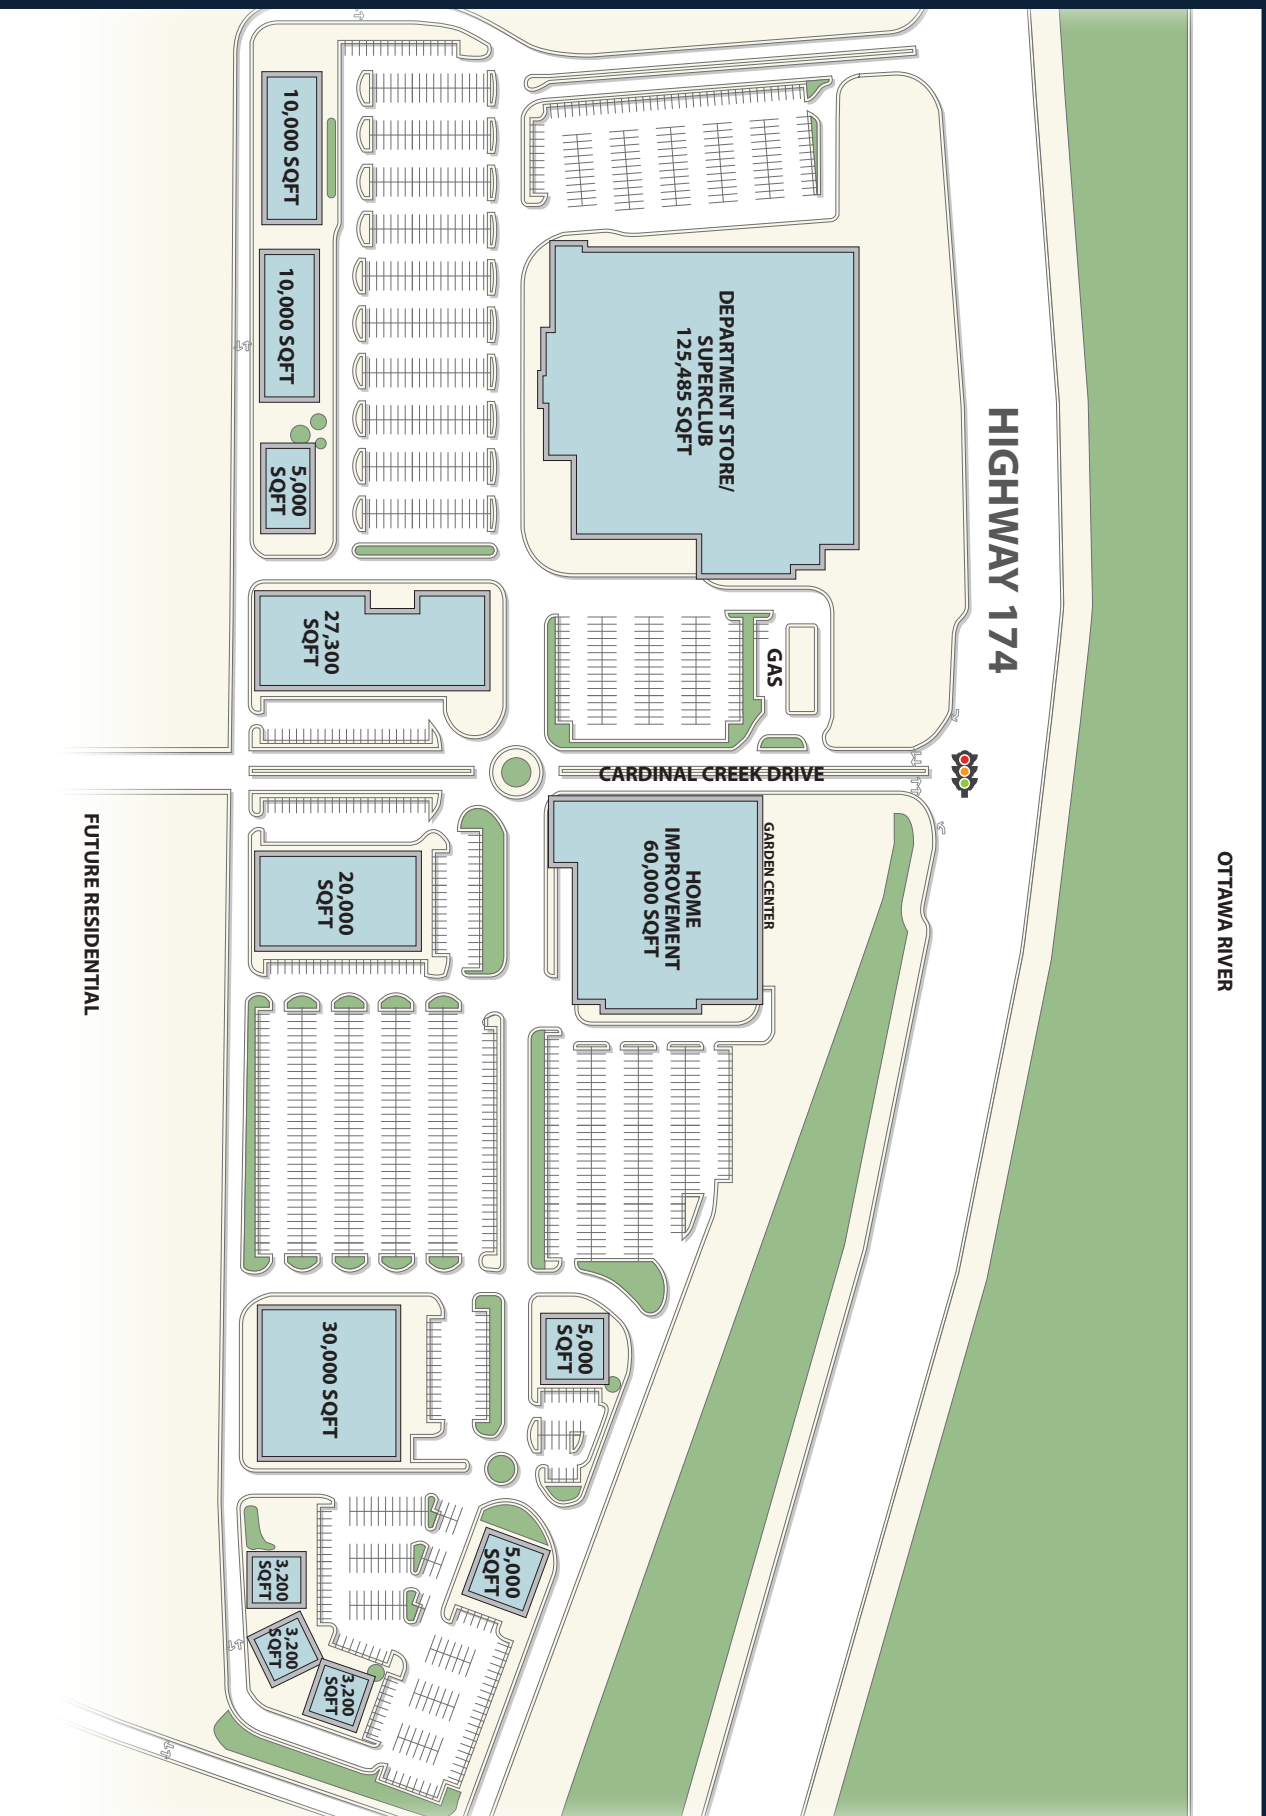 10,000 SQFT
10,000 SQFT
5,000
SQFT
DEPARTMENT STORE/
SUPERCLUB
125,485 SQFT
HIGHWAY 174
27,300
SQFT
GAS
CARDINAL CREEK DRIVE
GARDEN CENTER
HOME
IMPROVEMENT
60,000 SQFT
20,000
SQFT
FUTURE RESIDENTIAL
OTTAWA RIVER
30,000 SQFT
5,000
SQFT
5,000
SQFT
3,200
SQFT
3,200
SQFT
3,200
SQFT